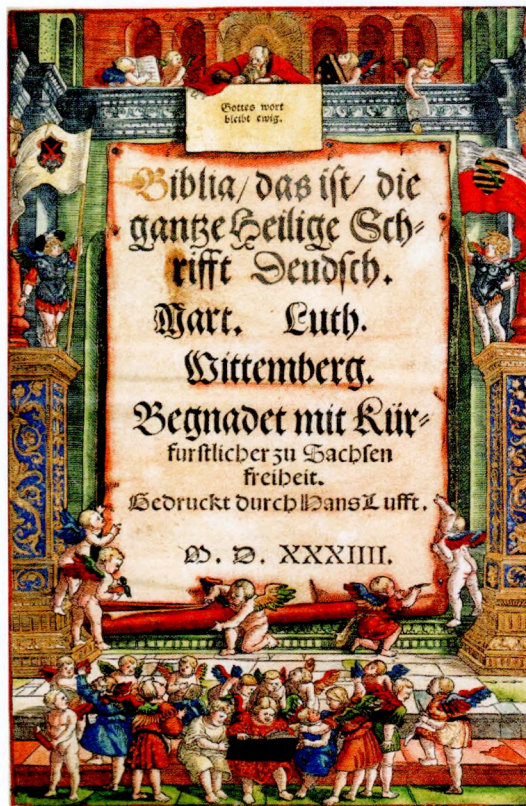 Gottes wort
bleibt ewig.
Biblia/ das ist/ die
gantze Heilige Sch⸗
rifft Deudsch.
Mart. Luth.
Wittemberg.
Begnadet mit Kür⸗
furstlicher zu Sachsen
freiheit.
Gedruckt durch Hans Lufft.
M. D. XXXIIII.